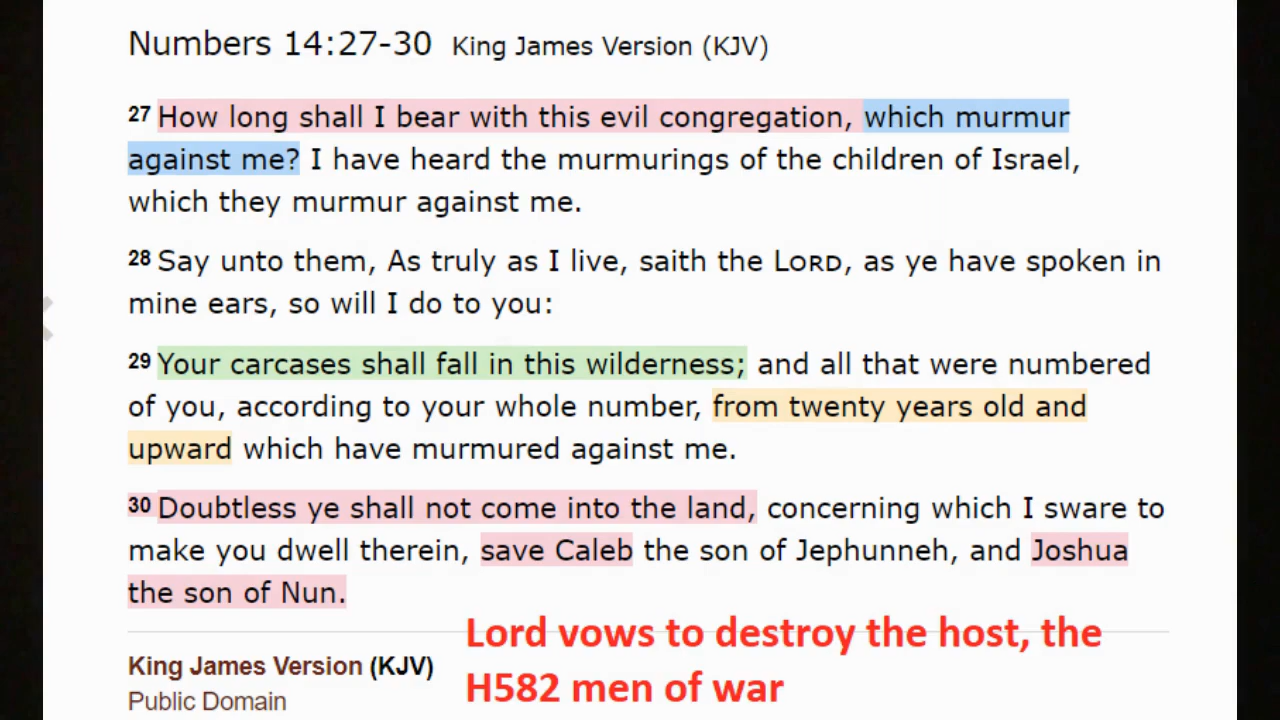 Numbers 14:27-30 King James Version (KJV)
27 How long shall I bear with this evil congregation, which murmur
against me? I have heard the murmurings of the children of Israel,
which they murmur against me.
28 Say unto them, As truly as I live, saith the LORD, as ye have spoken in
mine ears, so will I do to you:
29 Your carcases shall fall in this wilderness; and all that were numbered
of you, according to your whole number, from twenty years old and
upward which have murmured against me.
30 Doubtless ye shall not come into the land, concerning which I sware to
make you dwell therein, save Caleb the son of Jephunneh, and Joshua
the son of Nun.
Lord vows to destroy the host, the
H582 men of war
King James Version (KJV)
Public Domain